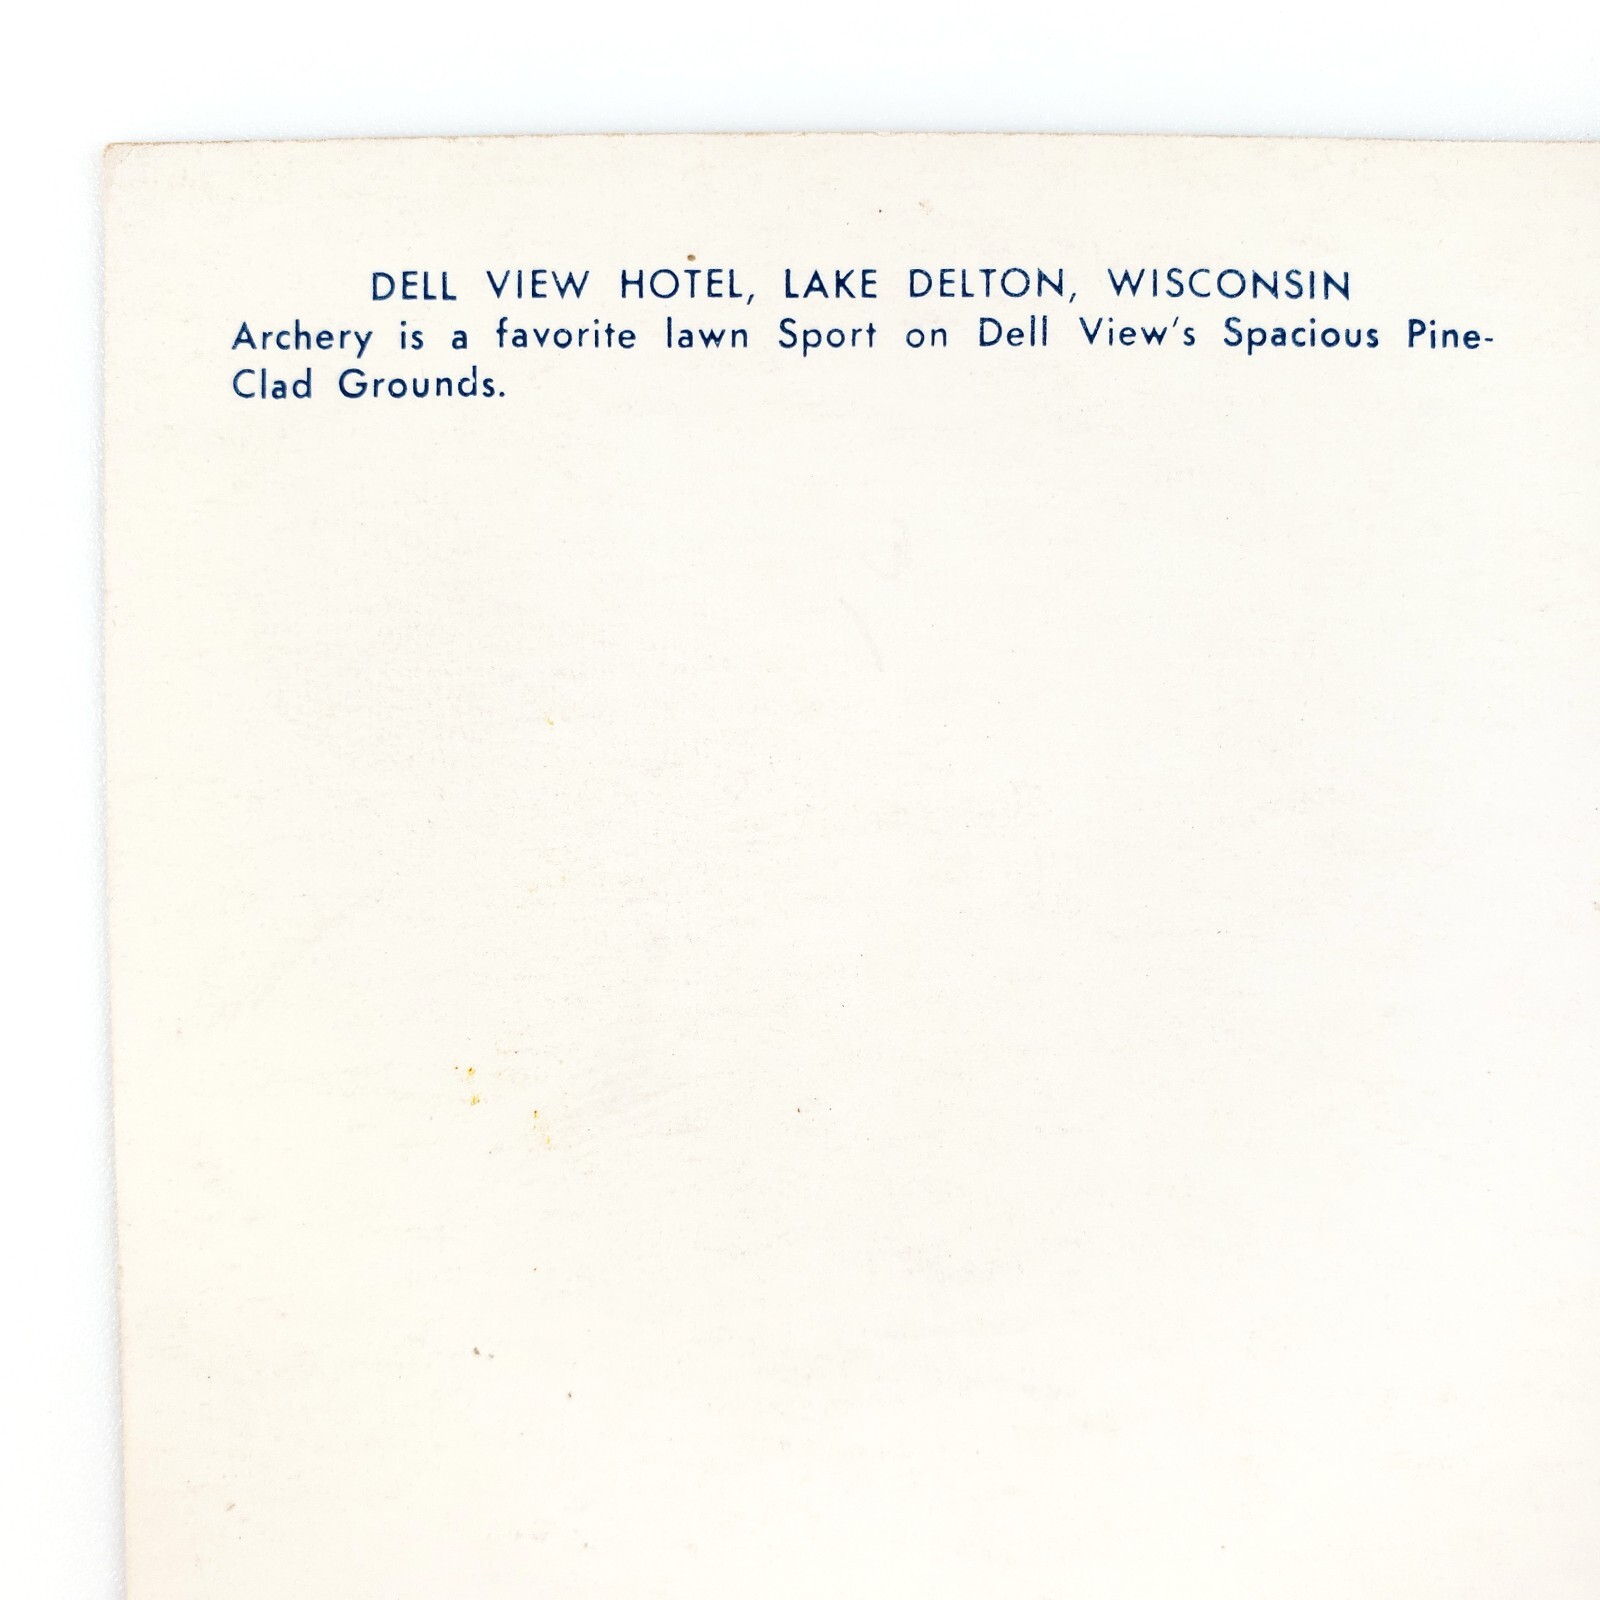 DELL VIEW HOTEL, LAKE DELTON, WISCONSIN
Archery is a favorite lawn Sport on Dell View's Spacious Pine-
Clad Grounds.